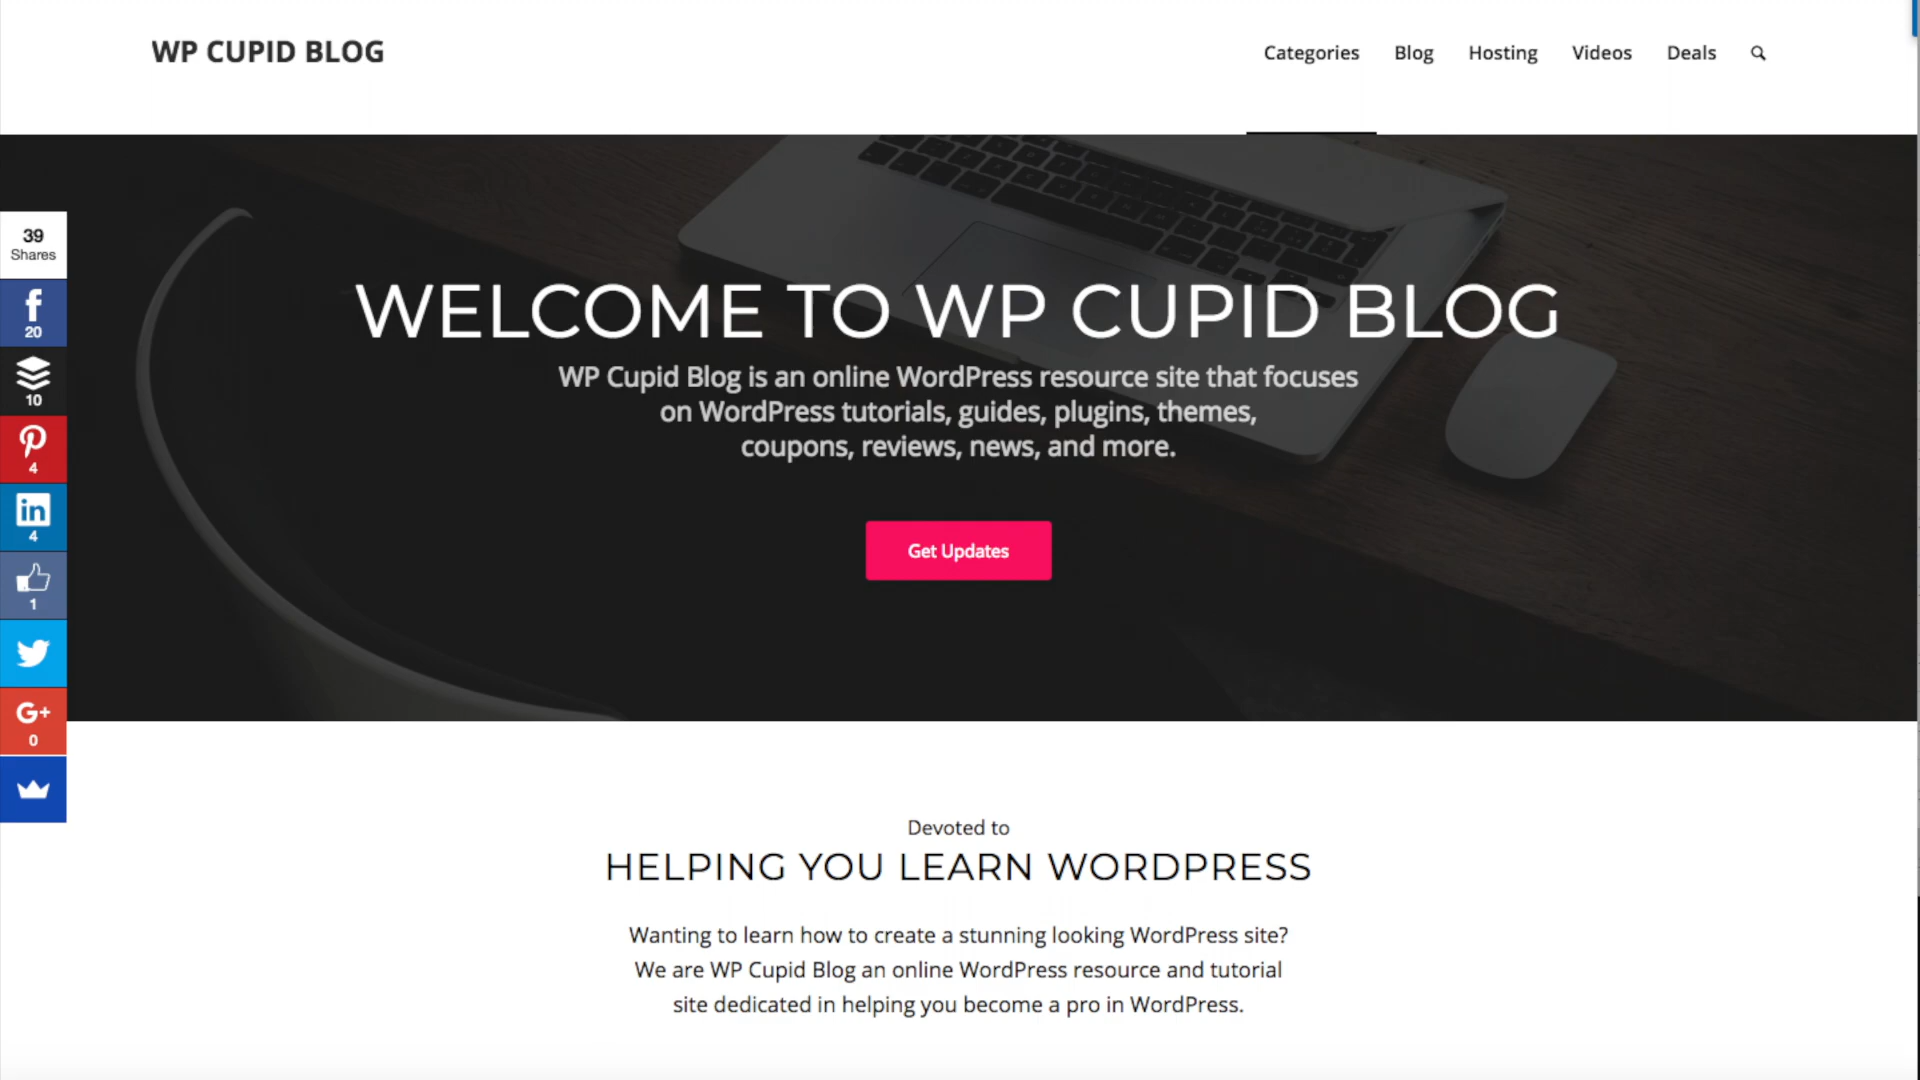 WP CUPID BLOG
Categories Blog Hosting Videos Deals
39
Shares
20
10
4
4
1
G+
0
WELCOME TO WP CUPID BLOG
WP Cupid Blog is an online WordPress resource site that focuses
on WordPress tutorials, guides, plugins, themes,
coupons, reviews, news, and more.
Get Updates
Devoted to
HELPING YOU LEARN WORDPRESS
Wanting to learn how to create a stunning looking WordPress site?
We are WP Cupid Blog an online WordPress resource and tutorial
site dedicated in helping you become a pro in WordPress.